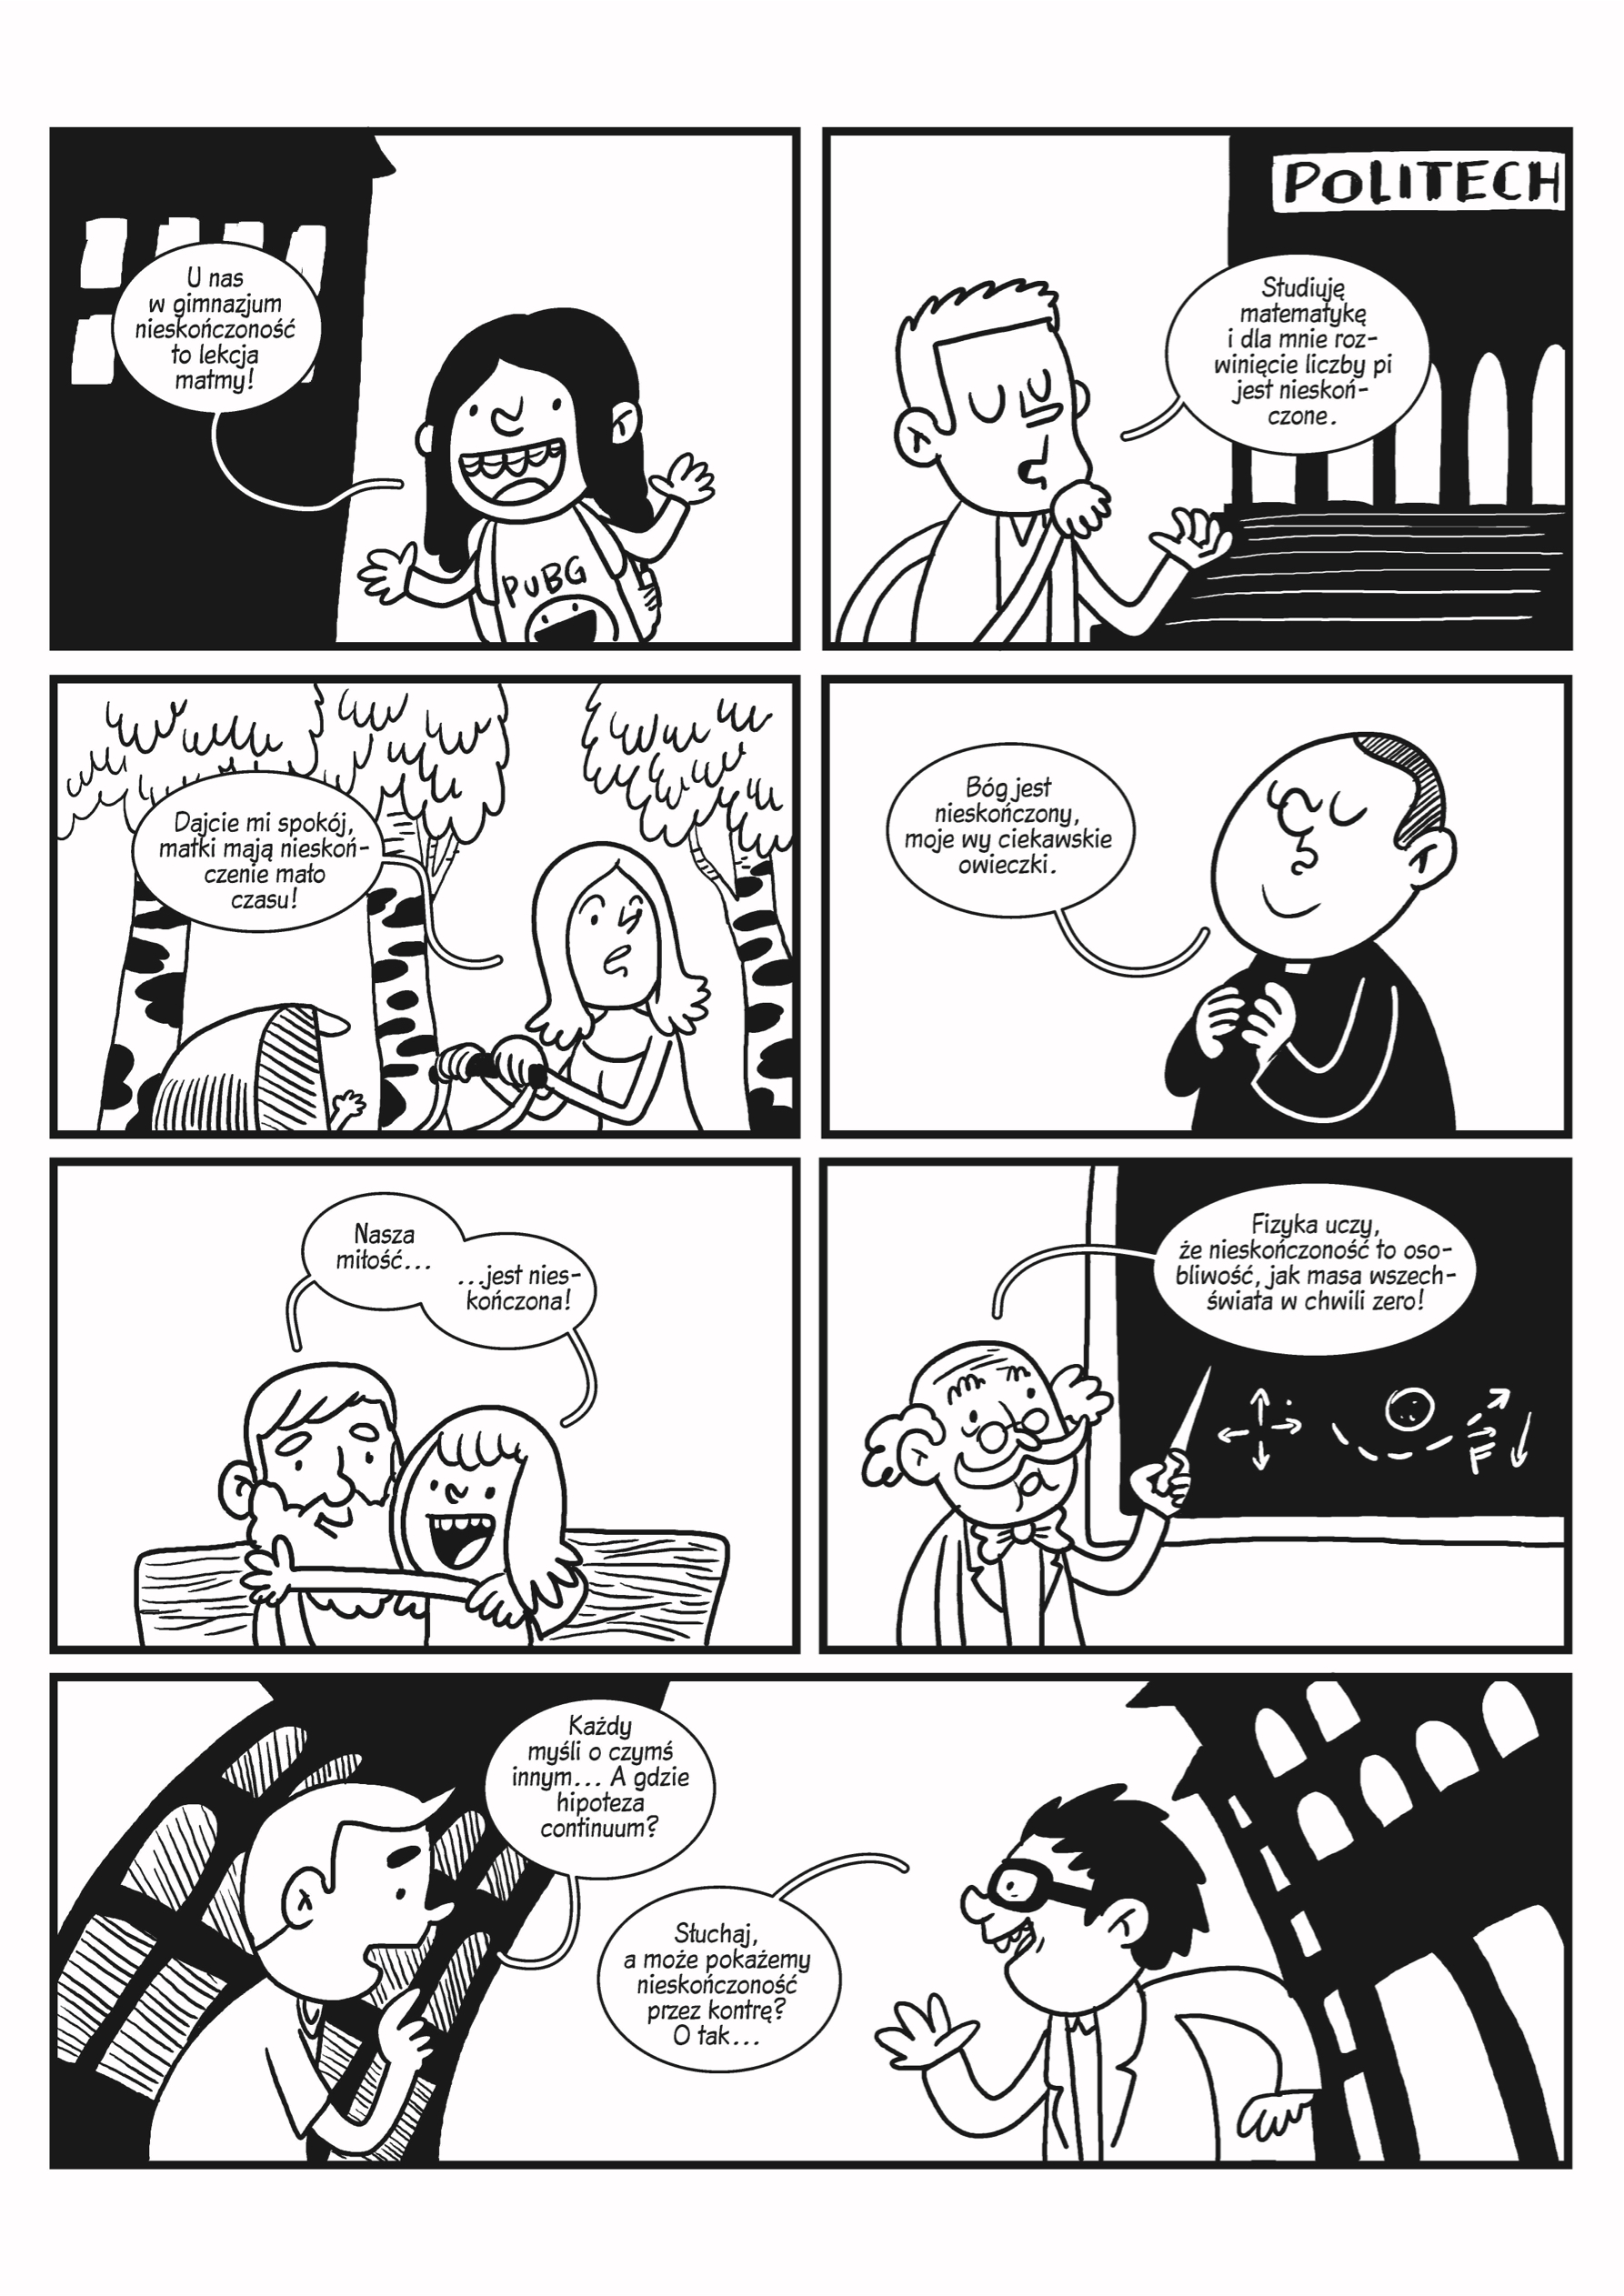 U nas
w gimnazjum
nieskończoność
to lekcja
matmy!
PUBG
POLITECH
Studiuję
matematykę
i dla mnie roz-
winięcie liczby pi
jest nieskoń-
czone.
Dajcie mi spokój,
matki mają nieskoń-
czenie mało
czasu!
Bóg jest
nieskończony,
moje wy ciekawskie
owieczki.
Nasza
miłość...
...jest nies-
kończona!
Fizyka uczy,
że nieskończoność to oso-
bliwość, jak masa wszech-
świata w chwili zero!
F
Każdy
myśli o czymś
innym... A gdzie
hipoteza
continuum?
Słuchaj,
a może pokażemy
nieskończoność
przez kontrę?
O tak...